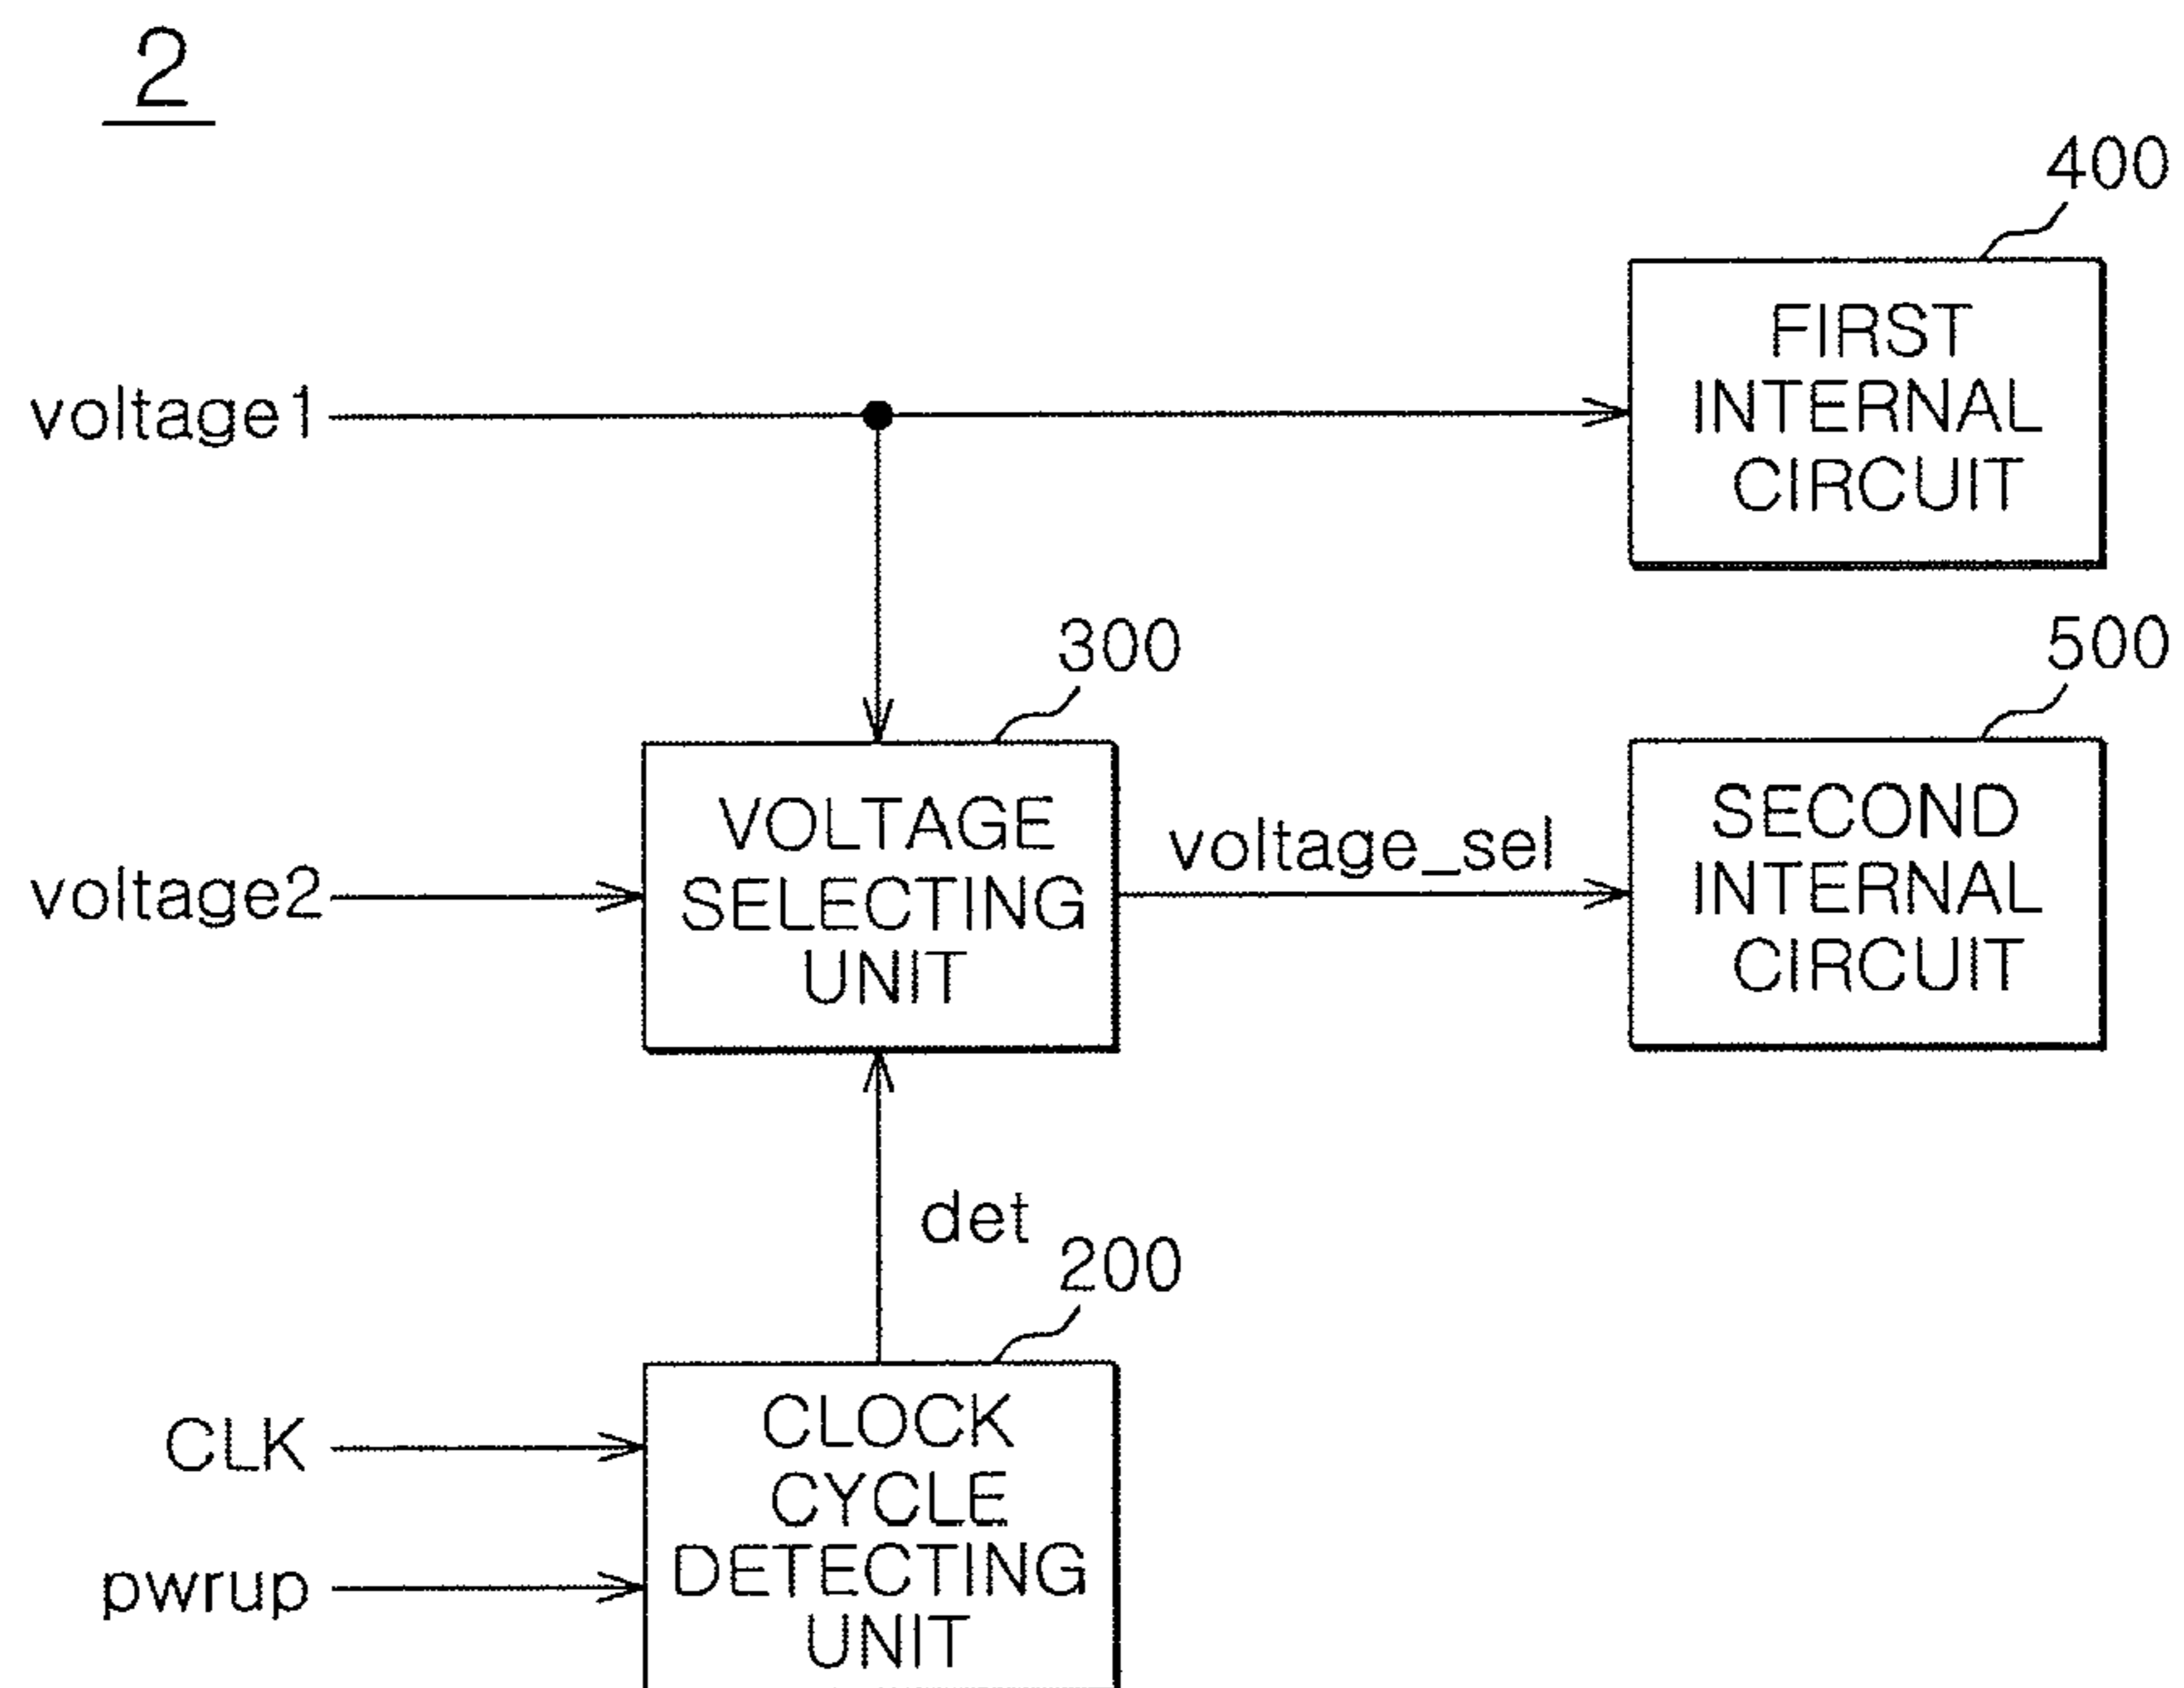 2
400
FIRST
INTERNAL
CIRCUIT
voltage1
300
500
VOLTAGE
SELECTING
UNIT
voltage_sel
SECOND
INTERNAL
CIRCUIT
voltage2
det
200
CLOCK
CYCLE
DETECTING
UNIT
CLK
pwrup